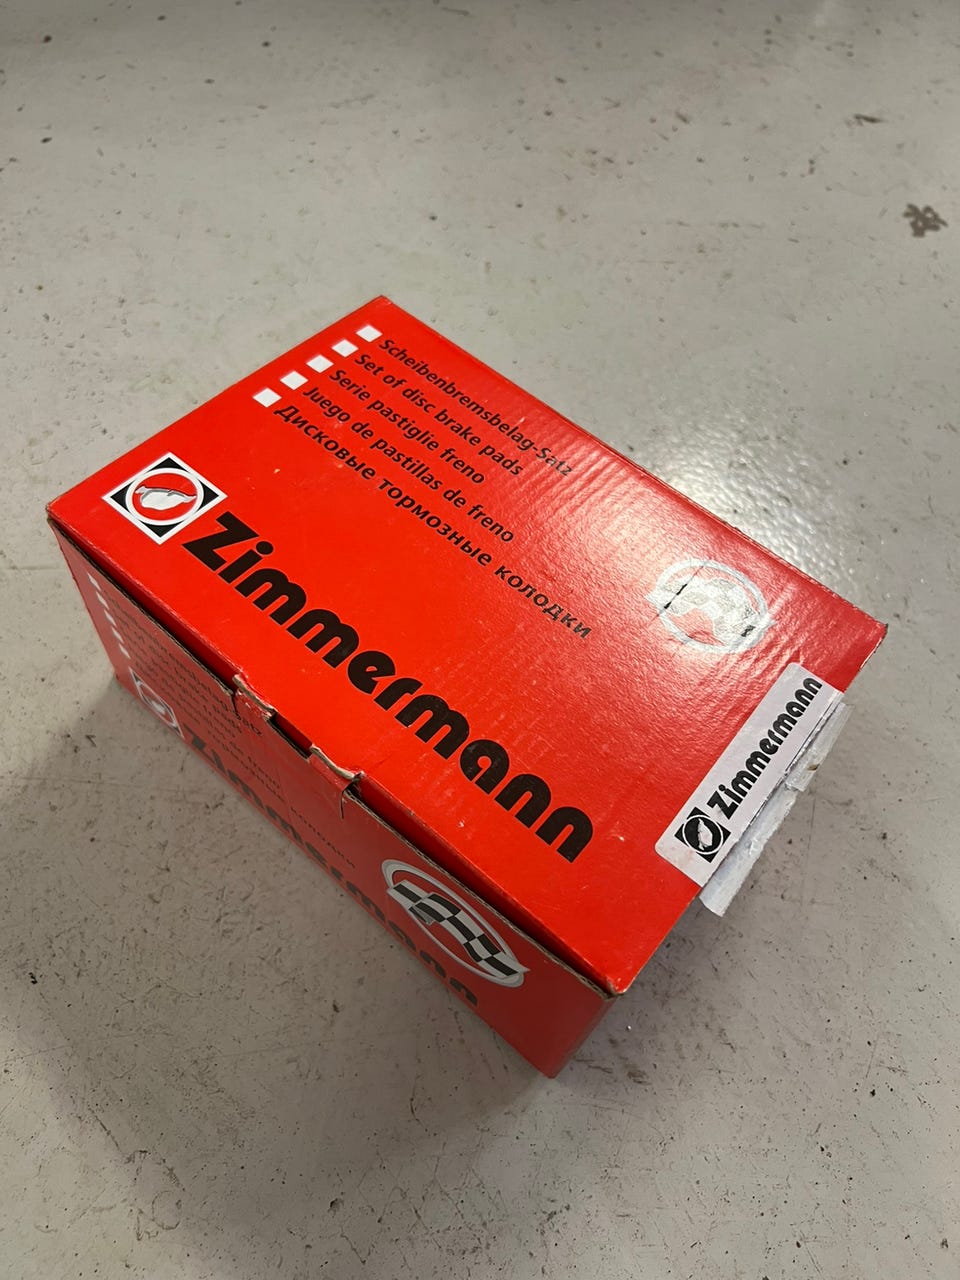 Scheibenbremsbelag-Satz
Set of disc brake pads
Serie pastiglie freno
Juego de pastillas de freno
Дисковые тормозные колодки
Zimmermann
Zimmermann
Zimmermann